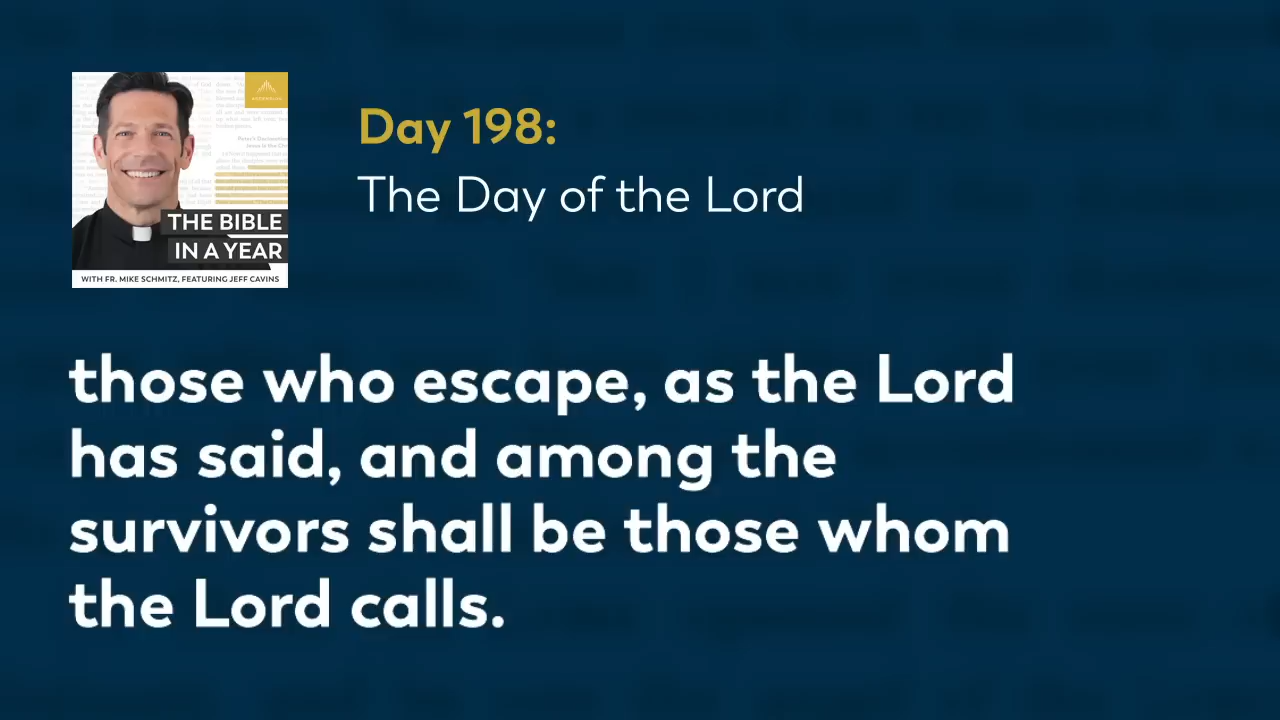 Day 198:
The Day of the Lord
THE BIBLE
IN A YEAR
WITH FR. MIKE SCHMITZ, FEATURING JEFF CAVINS
those who escape, as the Lord
has said, and among the
survivors shall be those whom
the Lord calls.